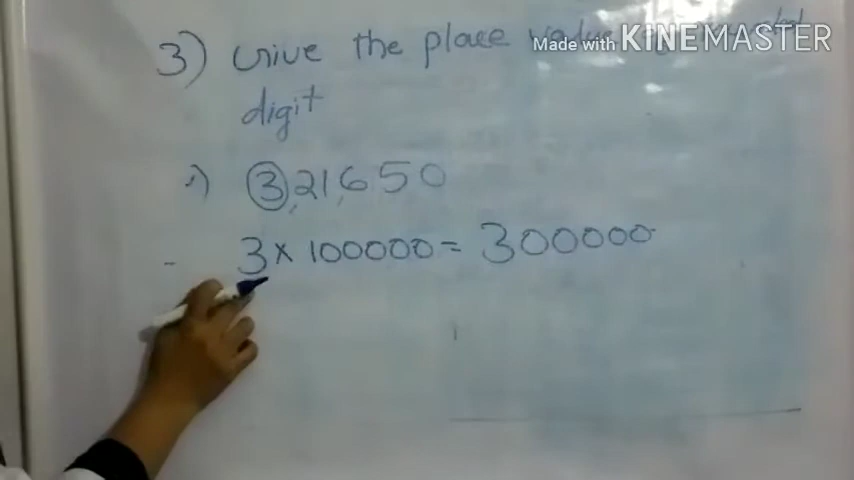 3) Give the place
Made with KINEMASTER
digit
③,21,650
3 × 100000 = 300000